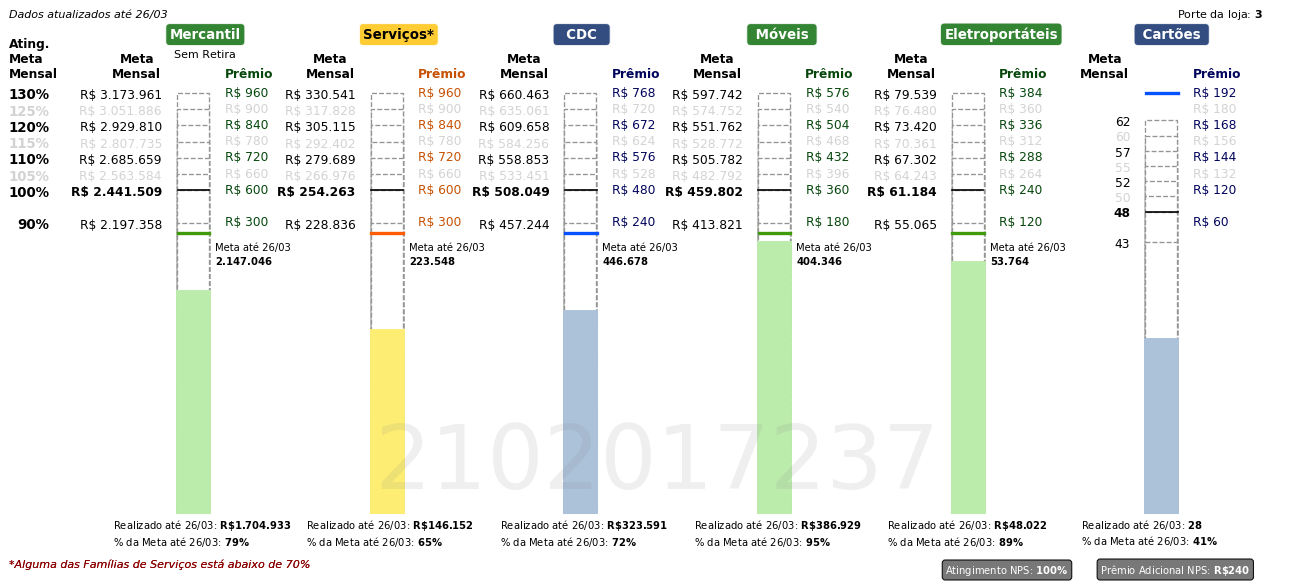 Dados atualizados até 26/03
Porte da loja: 3
Mercantil Serviços* CDC Móveis Eletroportáteis Cartões
Sem Retira
Ating. Meta Mensal
Meta Mensal Prêmio Meta Mensal Prêmio Meta Mensal Prêmio Meta Mensal Prêmio Meta Mensal Prêmio Meta Mensal Prêmio
130% R$ 3.173.961 R$ 960 R$ 330.541 R$ 960 R$ 660.463 R$ 768 R$ 597.742 R$ 576 R$ 79.539 R$ 384 R$ 192
125% R$ 3.051.886 R$ 900 R$ 317.828 R$ 900 R$ 635.061 R$ 720 R$ 574.752 R$ 540 R$ 76.480 R$ 360 R$ 180
120% R$ 2.929.810 R$ 840 R$ 305.115 R$ 840 R$ 609.658 R$ 672 R$ 551.762 R$ 504 R$ 73.420 R$ 336 62 R$ 168
115% R$ 2.807.735 R$ 780 R$ 292.402 R$ 780 R$ 584.256 R$ 624 R$ 528.772 R$ 468 R$ 70.361 R$ 312 60 R$ 156
110% R$ 2.685.659 R$ 720 R$ 279.689 R$ 720 R$ 558.853 R$ 576 R$ 505.782 R$ 432 R$ 67.302 R$ 288 57 R$ 144
105% R$ 2.563.584 R$ 660 R$ 266.976 R$ 660 R$ 533.451 R$ 528 R$ 482.792 R$ 396 R$ 64.243 R$ 264 55 R$ 132
100% R$ 2.441.509 R$ 600 R$ 254.263 R$ 600 R$ 508.049 R$ 480 R$ 459.802 R$ 360 R$ 61.184 R$ 240 52 R$ 120
50
48
90% R$ 2.197.358 R$ 300 R$ 228.836 R$ 300 R$ 457.244 R$ 240 R$ 413.821 R$ 180 R$ 55.065 R$ 120 R$ 60
43
Meta até 26/03 Meta até 26/03 Meta até 26/03 Meta até 26/03 Meta até 26/03
2.147.046 223.548 446.678 404.346 53.764
2102017237
Realizado até 26/03: R$1.704.933 Realizado até 26/03: R$146.152 Realizado até 26/03: R$323.591 Realizado até 26/03: R$386.929 Realizado até 26/03: R$48.022 Realizado até 26/03: 28
% da Meta até 26/03: 79% % da Meta até 26/03: 65% % da Meta até 26/03: 72% % da Meta até 26/03: 95% % da Meta até 26/03: 89% % da Meta até 26/03: 41%
*Alguma das Famílias de Serviços está abaixo de 70%
Atingimento NPS: 100% Prêmio Adicional NPS: R$240